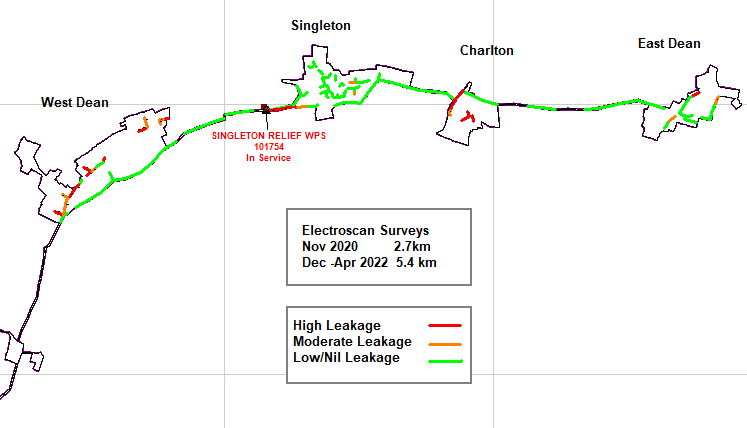 Singleton
East Dean
Charlton
West Dean
SINGLETON RELIEF WPS
101754
In Service
Electroscan Surveys
Nov 2020 2.7km
Dec -Apr 2022 5.4 km
High Leakage
Moderate Leakage
Low/Nil Leakage